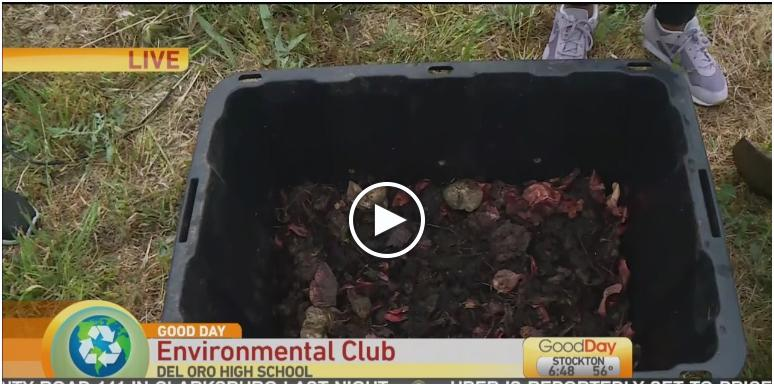 LIVE
GOOD DAY
Environmental Club
DEL ORO HIGH SCHOOL
GoodDay
STOCKTON
6:48 56°